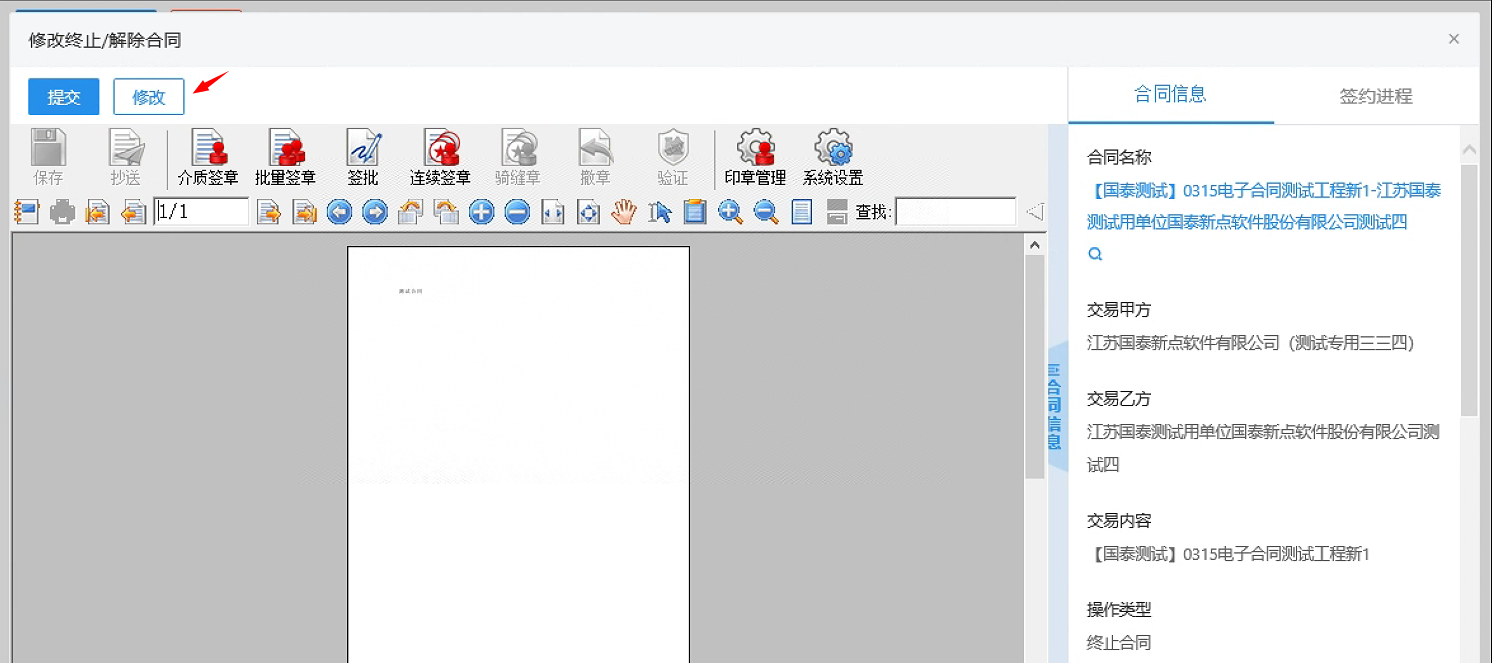 修改终止/解除合同
提交
修改
合同信息
签约进程
保存
抄送
介质签章
批量签章
签批
连续签章
骑缝章
撤章
验证
印章管理
系统设置
1/1
查找:
测试合同
合同信息
合同名称
【国泰测试】0315电子合同测试工程新1-江苏国泰
测试用单位国泰新点软件股份有限公司测试四
交易甲方
江苏国泰新点软件有限公司（测试专用三三四）
交易乙方
江苏国泰测试用单位国泰新点软件股份有限公司测
试四
交易内容
【国泰测试】0315电子合同测试工程新1
操作类型
终止合同